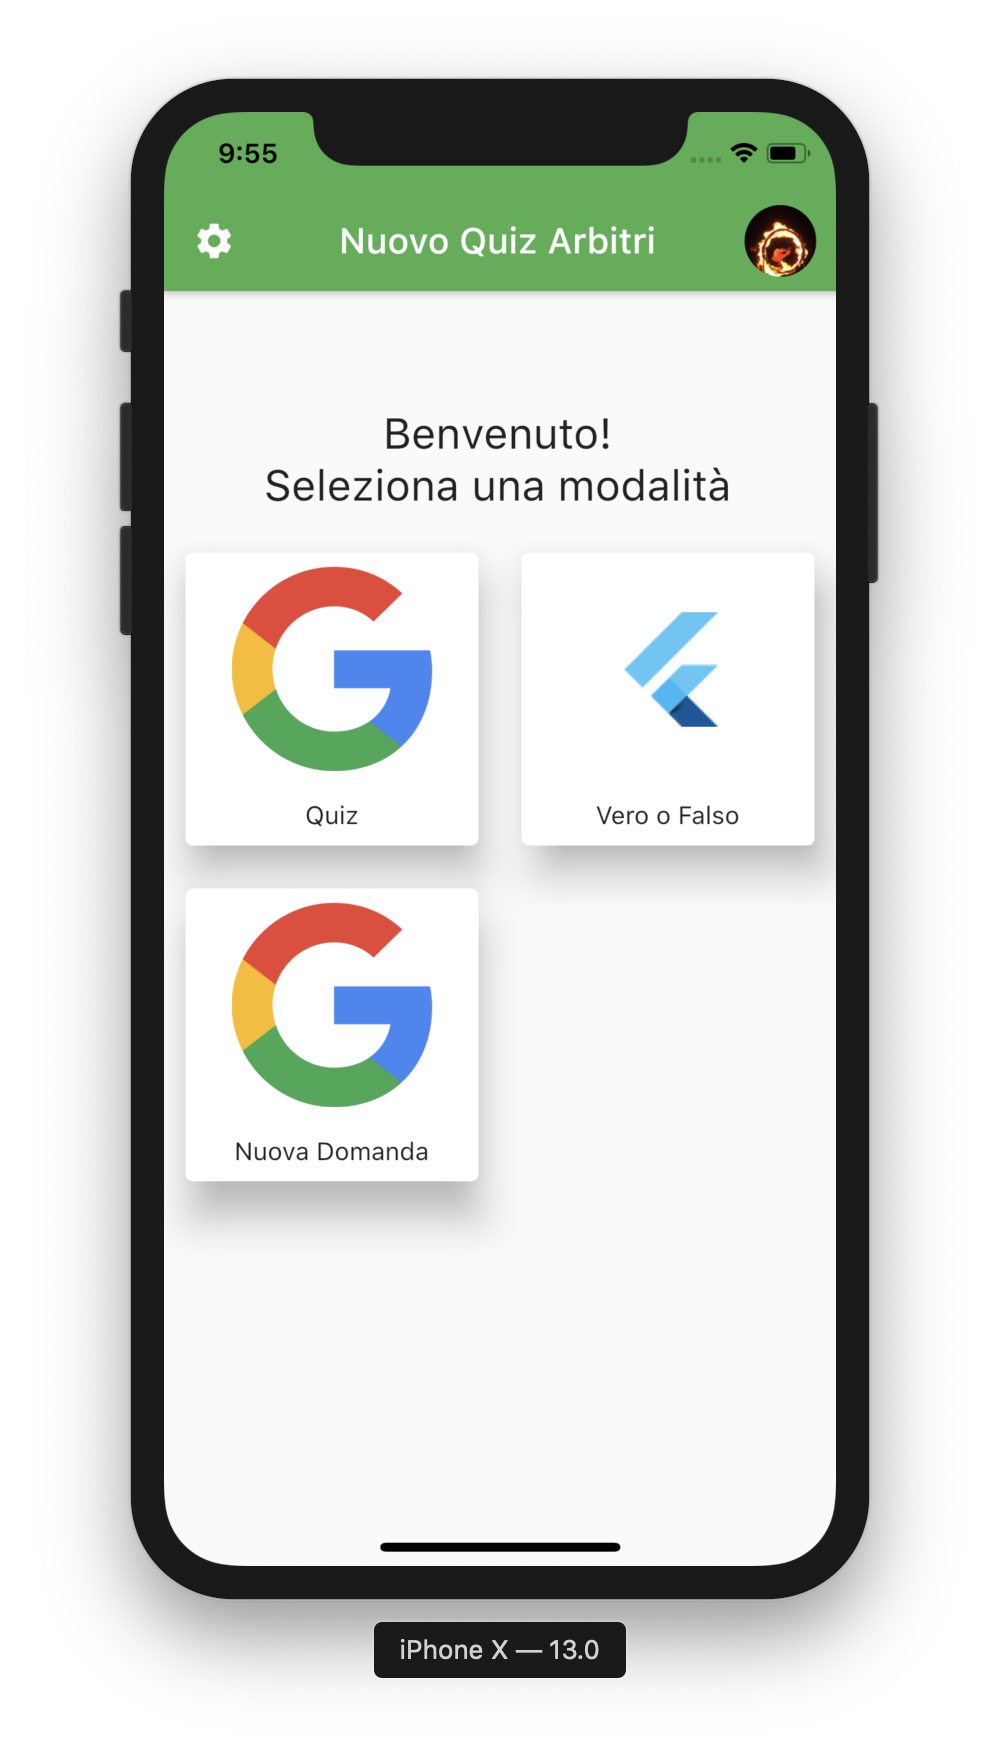 9:55
Nuovo Quiz Arbitri
Benvenuto!
Seleziona una modalità
Quiz
Vero o Falso
Nuova Domanda
iPhone X — 13.0